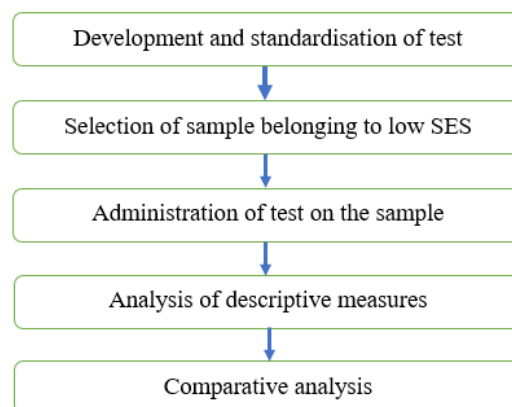 Development and standardisation of test
Selection of sample belonging to low SES
Administration of test on the sample
Analysis of descriptive measures
Comparative analysis